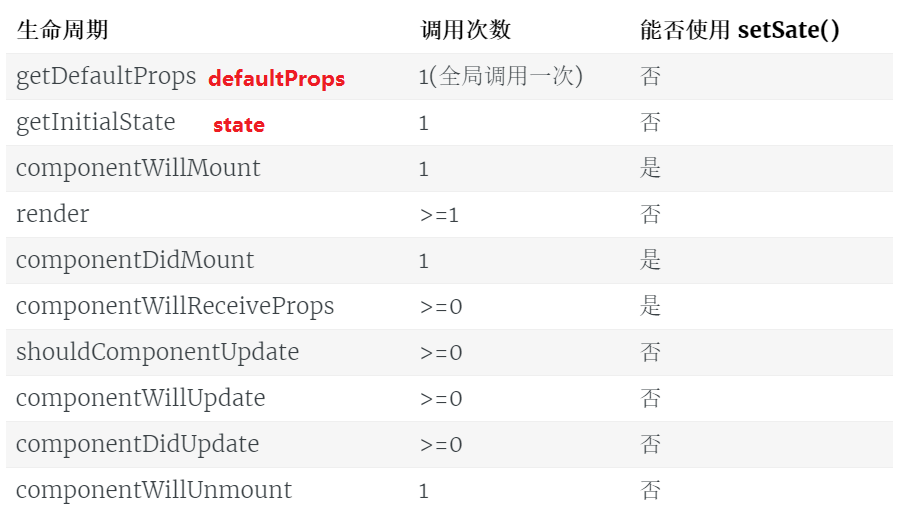 生命周期 调用次数 能否使用 setSate()
getDefaultProps defaultProps 1(全局调用一次) 否
getInitialState state 1 否
componentWillMount 1 是
render >=1 否
componentDidMount 1 是
componentWillReceiveProps >=0 是
shouldComponentUpdate >=0 否
componentWillUpdate >=0 否
componentDidUpdate >=0 否
componentWillUnmount 1 否